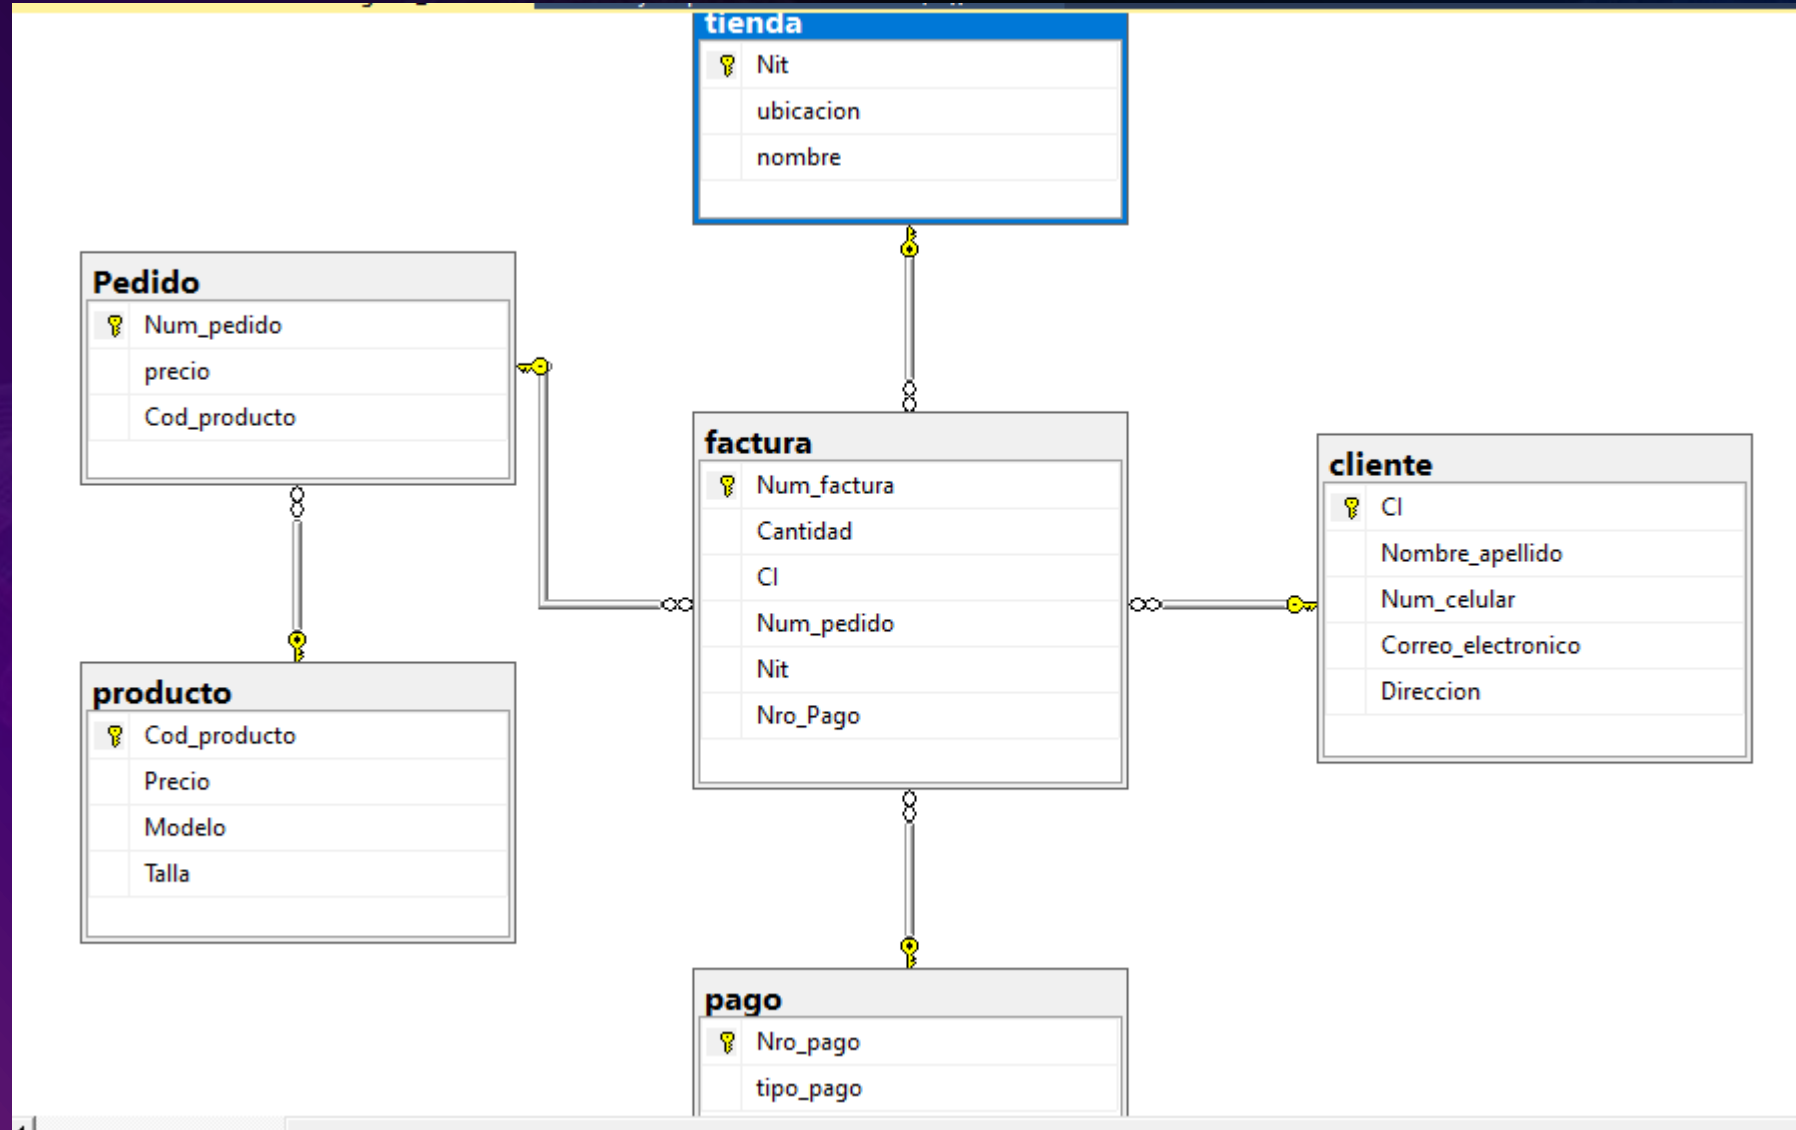 tienda
Nit
ubicacion
nombre
Pedido
Num_pedido
precio
Cod_producto
producto
Cod_producto
Precio
Modelo
Talla
factura
Num_factura
Cantidad
CI
Num_pedido
Nit
Nro_Pago
cliente
CI
Nombre_apellido
Num_celular
Correo_electronico
Direccion
pago
Nro_pago
tipo_pago